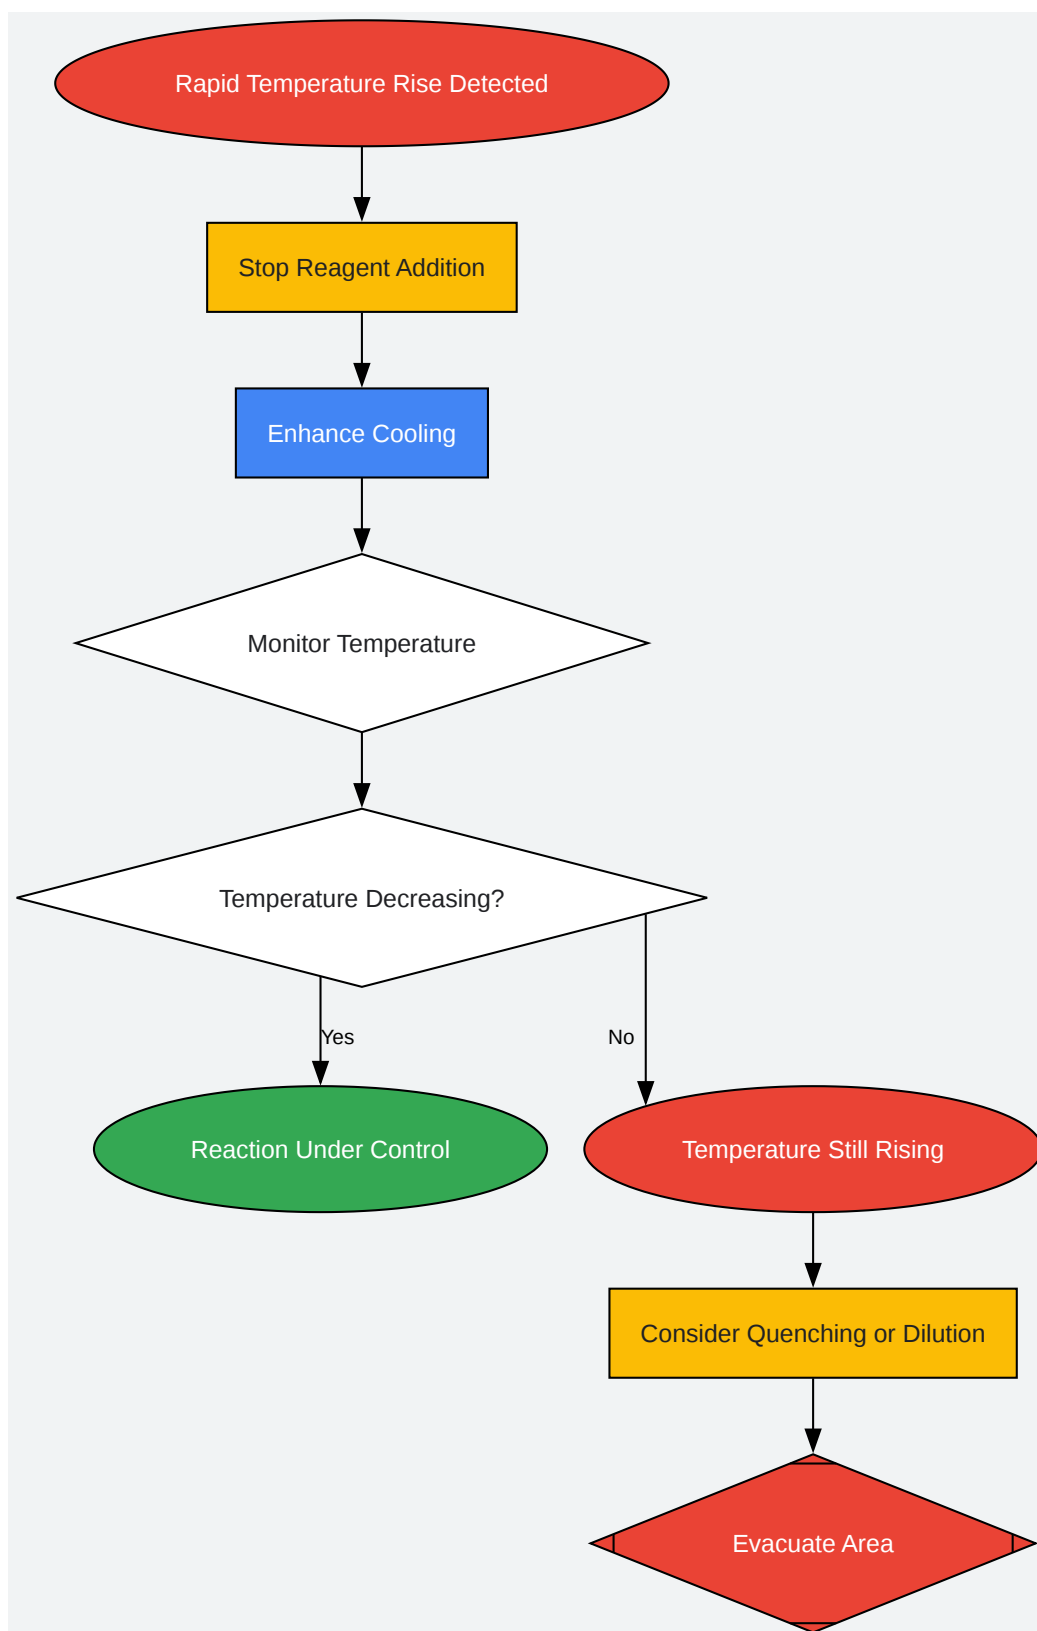 Rapid Temperature Rise Detected
Stop Reagent Addition
Enhance Cooling
Monitor Temperature
Temperature Decreasing?
Yes
No
Reaction Under Control
Temperature Still Rising
Consider Quenching or Dilution
Evacuate Area